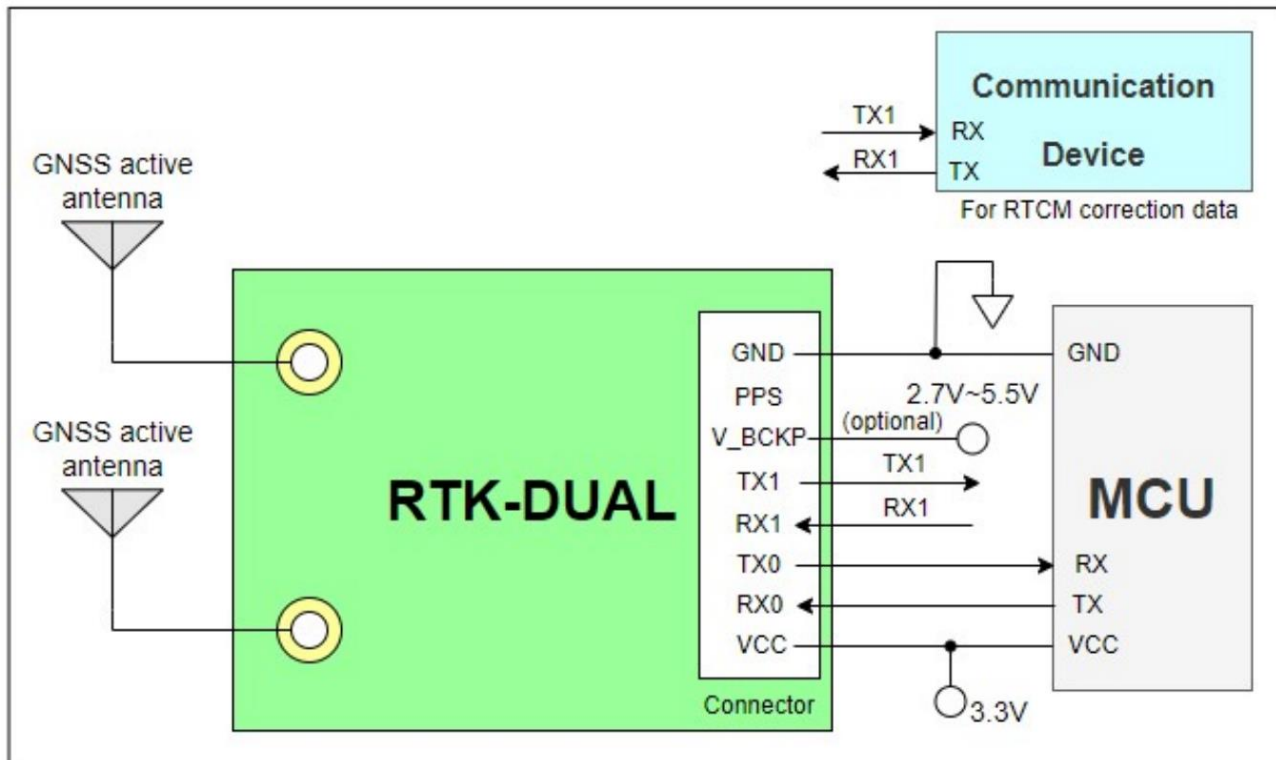 Communication
Device
TX1
RX
RX1
TX
For RTCM correction data
GNSS active
antenna
GNSS active
antenna
RTK-DUAL
GND
PPS
V_BCKP
TX1
RX1
TX0
RX0
VCC
Connector
2.7V~5.5V
(optional)
TX1
RX1
3.3V
GND
MCU
RX
TX
VCC